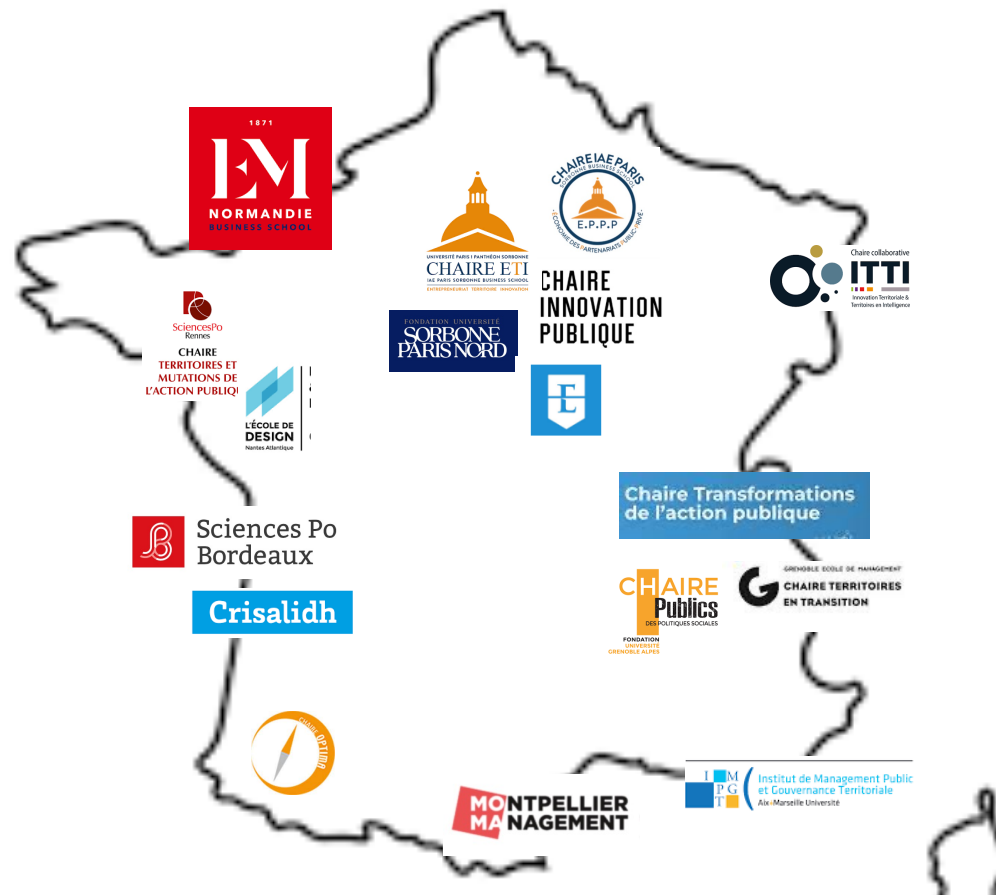 1871
EM
NORMANDIE
BUSINESS SCHOOL
CHAIRE IAE PARIS
SORBONNE BUSINESS SCHOOL
E.P.P.P
-ECONOMIE DES PARTENARIATS PUBLIC-PRIVÉ-
UNIVERSITÉ PARIS 1 PANTHÉON SORBONNE
CHAIRE ETI
IAE PARIS SORBONNE BUSINESS SCHOOL
ENTREPRENEURIAT TERRITOIRE INNOVATION
CHAIRE
INNOVATION
PUBLIQUE
Chaire collaborative
ITTI
Innovation Territoriale &
Territoires en Intelligence
FONDATION UNIVERSITÉ
SORBONNE
PARIS NORD
E
SciencesPo
Rennes
CHAIRE
TERRITOIRES ET
MUTATIONS DE
L'ACTION PUBLIQU
L'ÉCOLE DE
DESIGN
Nantes Atlantique
Chaire Transformations
de l'action publique
Sciences Po
Bordeaux
Crisalidh
CHAIRE
Publics
DES POLITIQUES SOCIALES
FONDATION
UNIVERSITÉ
GRENOBLE ALPES
GRENOBLE ECOLE DE MANAGEMENT
CHAIRE TERRITOIRES
EN TRANSITION
CHAIRE OPTIMA
MONTPELLIER
MANAGEMENT
I M
P G
T
Institut de Management Public
et Gouvernance Territoriale
Aix*Marseille Université